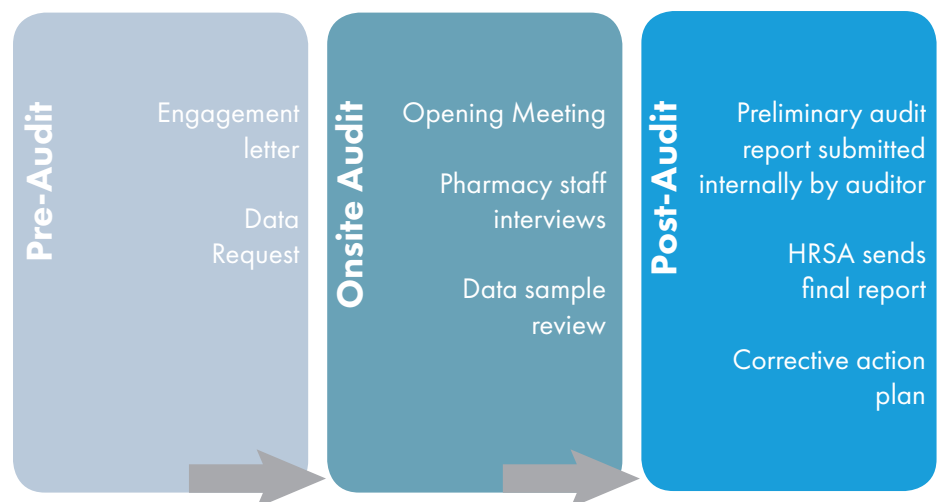 Pre-Audit
Engagement
letter
Data
Request
Onsite Audit
Opening Meeting
Pharmacy staff
interviews
Data sample
review
Post-Audit
Preliminary audit
report submitted
internally by auditor
HRSA sends
final report
Corrective action
plan